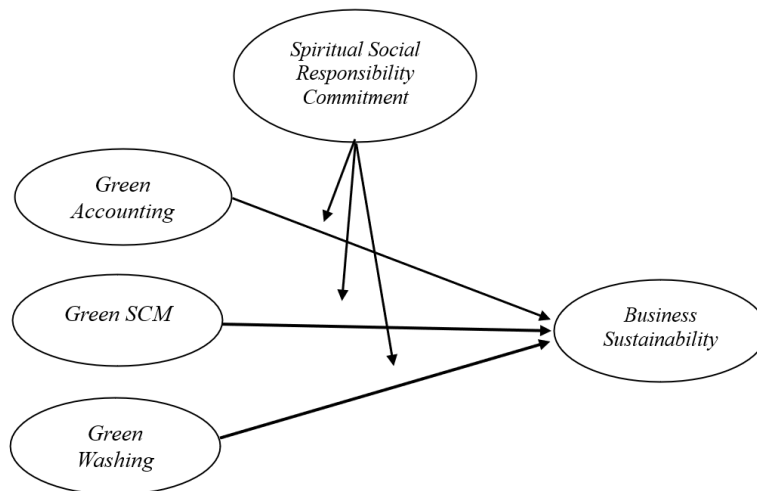 Spiritual Social
Responsibility
Commitment
Green
Accounting
Green SCM
Business
Sustainability
Green
Washing